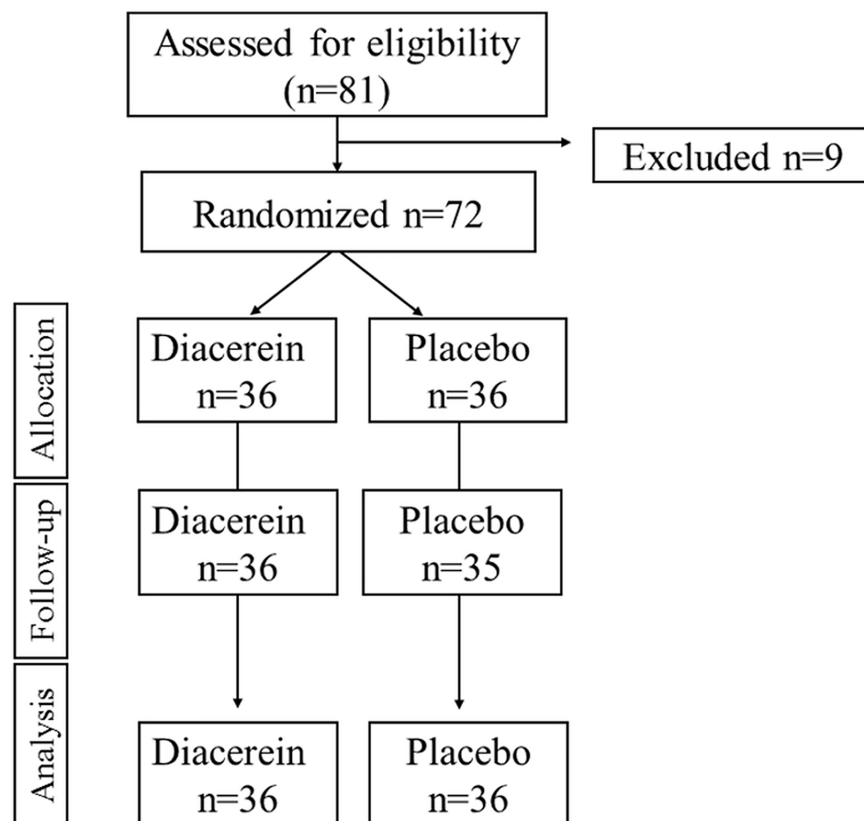 Assessed for eligibility
(n=81)
Excluded n=9
Randomized n=72
Allocation
Diacerein
n=36
Placebo
n=36
Follow-up
Diacerein
n=36
Placebo
n=35
Analysis
Diacerein
n=36
Placebo
n=36